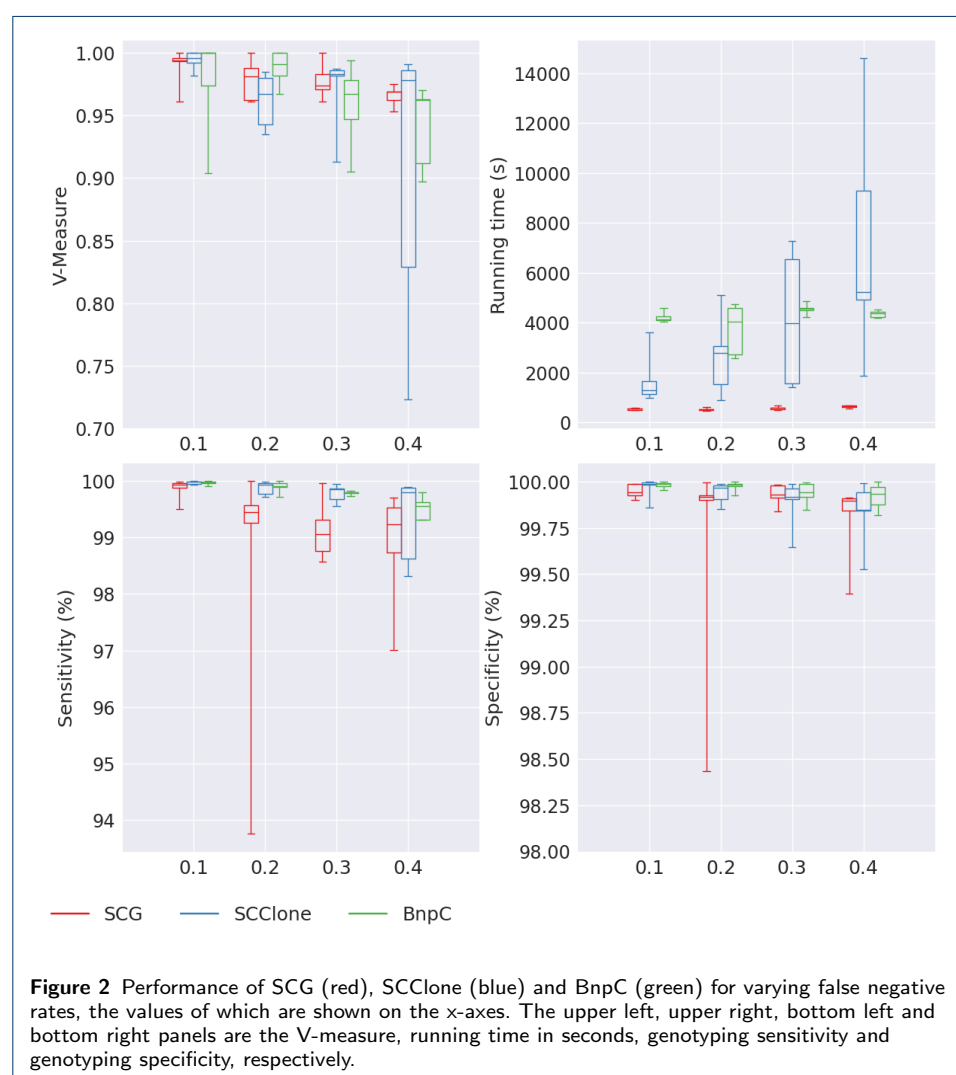 1.00
0.95
0.90
0.85
0.80
0.75
0.70
V-Measure
0.1 0.2 0.3 0.4
14000
12000
10000
8000
6000
4000
2000
0
Running time (s)
0.1 0.2 0.3 0.4
100
99
98
97
96
95
94
Sensitivity (%)
0.1 0.2 0.3 0.4
100.00
99.75
99.50
99.25
99.00
98.75
98.50
98.25
98.00
Specificity (%)
0.1 0.2 0.3 0.4
SCG SCClone BnpC
Figure 2 Performance of SCG (red), SCClone (blue) and BnpC (green) for varying false negative
rates, the values of which are shown on the x-axes. The upper left, upper right, bottom left and
bottom right panels are the V-measure, running time in seconds, genotyping sensitivity and
genotyping specificity, respectively.